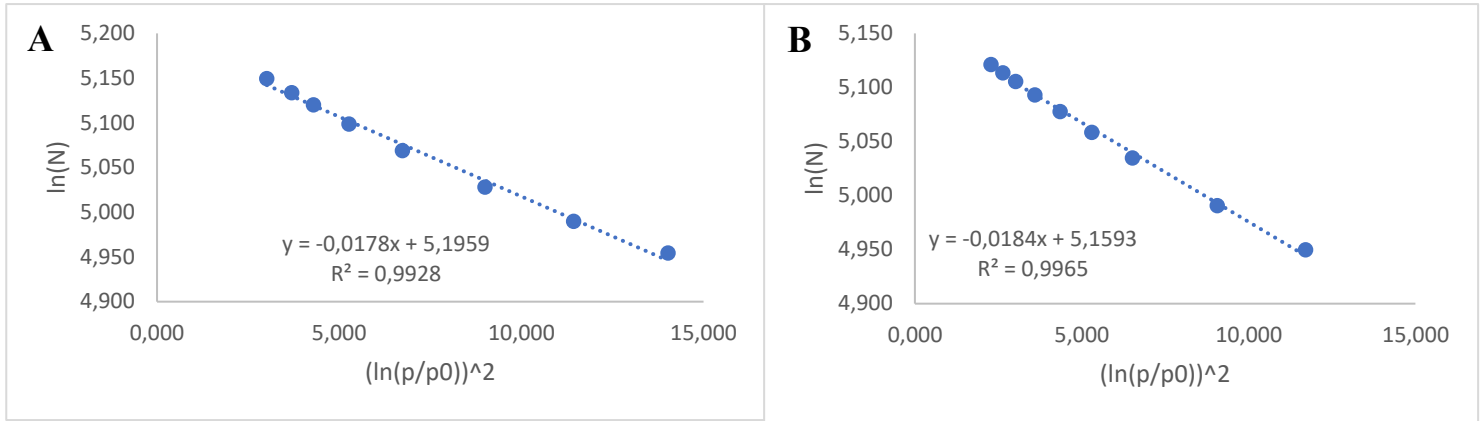 A
5,200
5,150
5,100
5,050
5,000
4,950
4,900
ln(N)
y = -0,0178x + 5,1959
R² = 0,9928
0,000
5,000
10,000
15,000
(ln(p/p0))^2
B
5,150
5,100
5,050
5,000
4,950
4,900
ln(N)
y = -0,0184x + 5,1593
R² = 0,9965
0,000
5,000
10,000
15,000
(ln(p/p0))^2